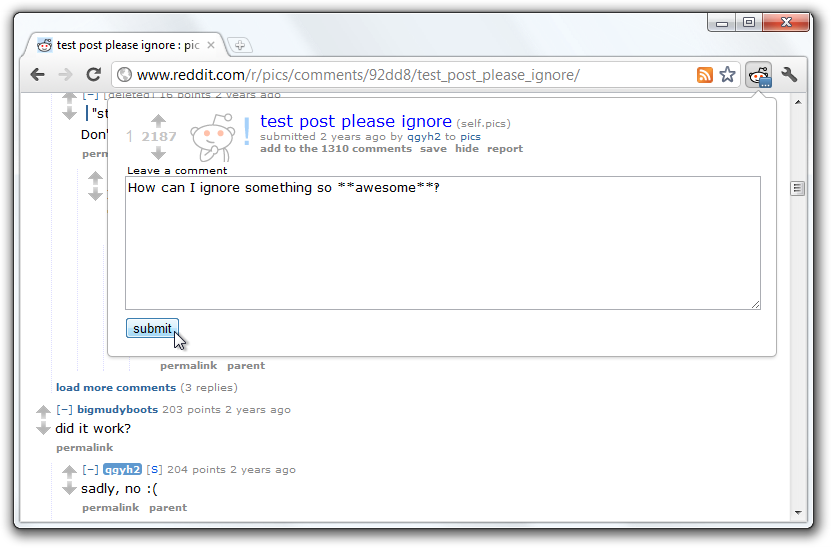 test post please ignore : pic
www.reddit.com/r/pics/comments/92dd8/test_post_please_ignore/
[–] [deleted] 16 points 2 years ago
"st
Don'
perm
1 2187
! test post please ignore (self.pics)
submitted 2 years ago by qgyh2 to pics
add to the 1310 comments save hide report
Leave a comment
How can I ignore something so **awesome**‽
submit
permalink parent
load more comments (3 replies)
[–] bigmudyboots 203 points 2 years ago
did it work?
permalink
[–] qgyh2 [S] 204 points 2 years ago
sadly, no :(
permalink parent